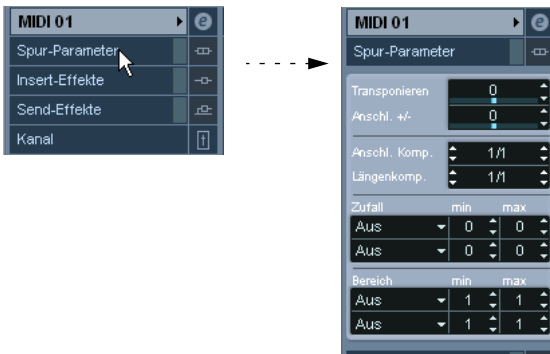 MIDI 01
Spur-Parameter
Insert-Effekte
Send-Effekte
Kanal
MIDI 01
Spur-Parameter
Transponieren 0
Anschl. +/- 0
Anschl. Komp. 1/1
Längenkomp. 1/1
Zufall min max
Aus 0 0
Aus 0 0
Bereich min max
Aus 1 1
Aus 1 1